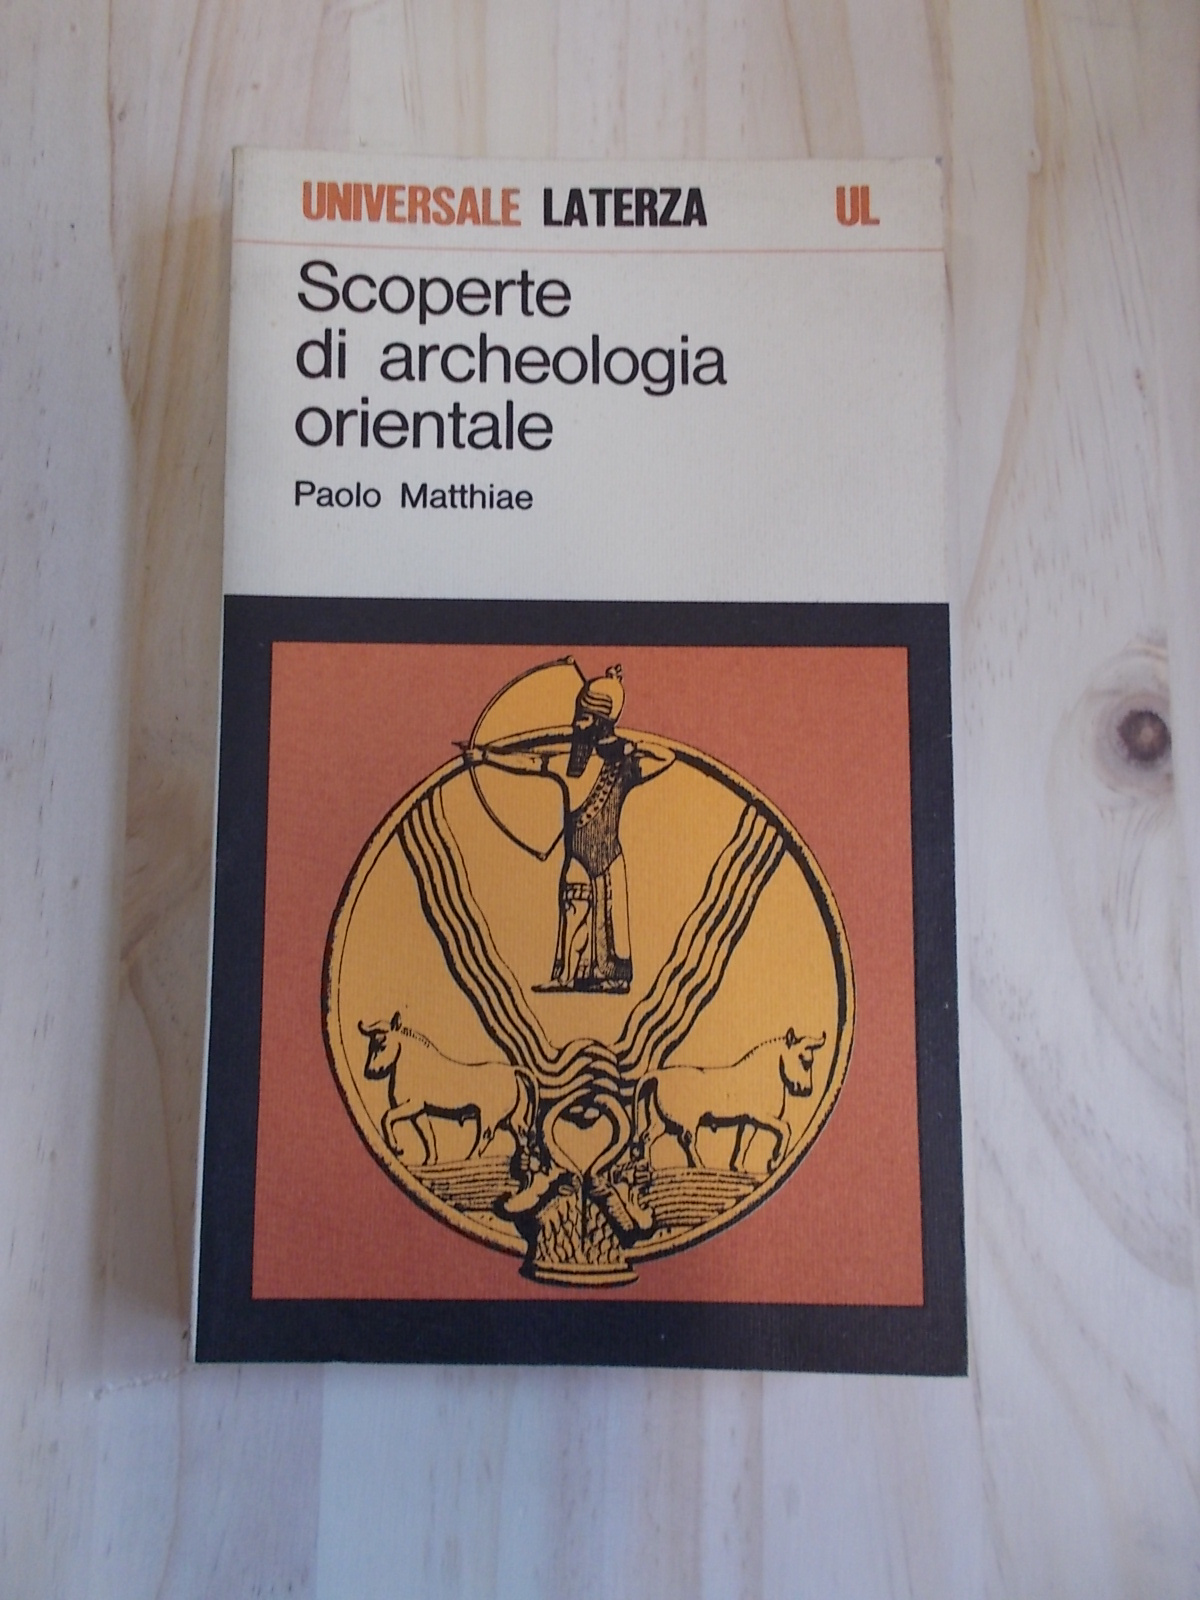 UNIVERSALE LATERZA UL
Scoperte
di archeologia
orientale
Paolo Matthiae